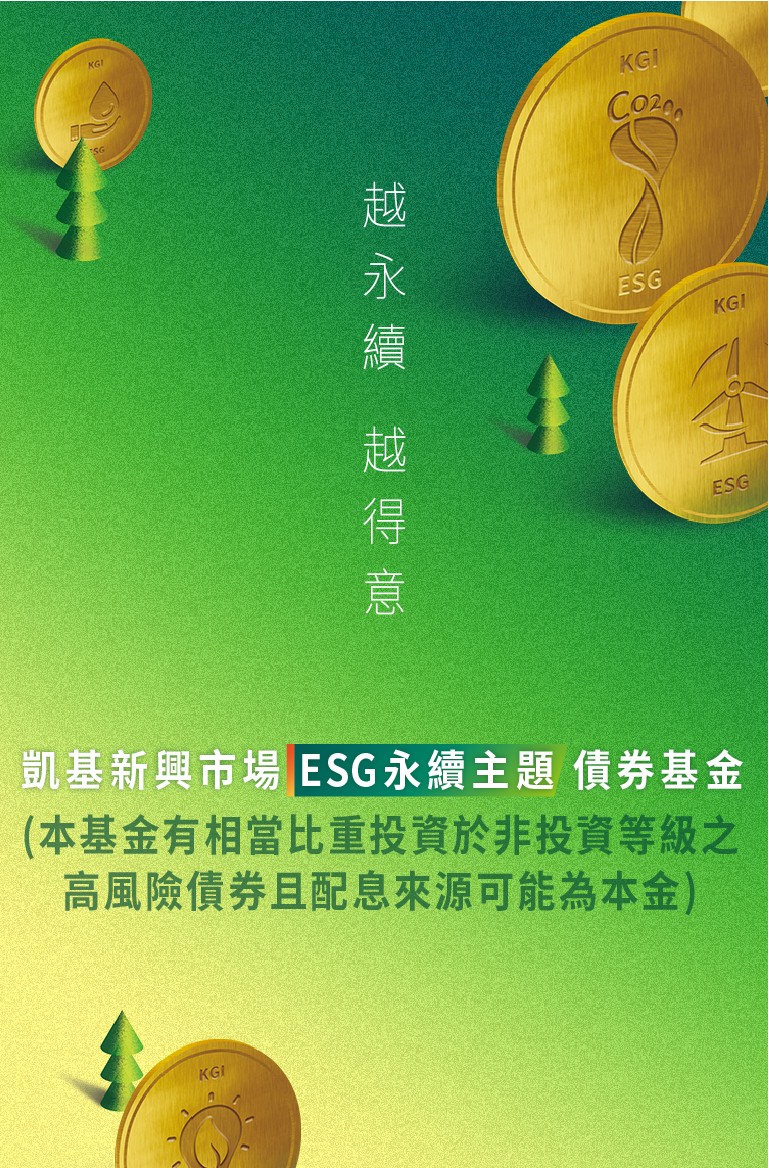 KGI
ESG
KGI
CO2
ESG
KGI
ESG
越永續 越得意
凱基新興市場 ESG永續主題 債券基金
(本基金有相當比重投資於非投資等級之
高風險債券且配息來源可能為本金)
KGI